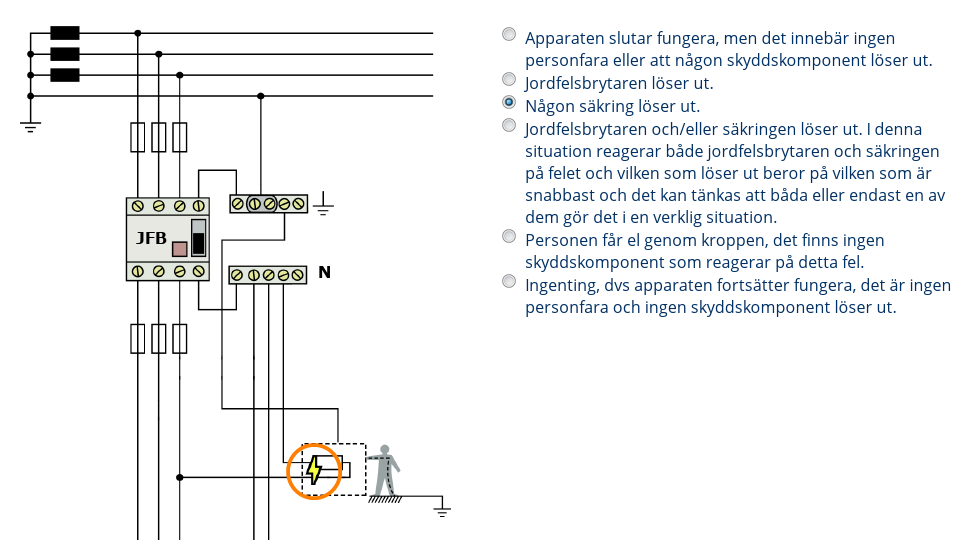 Apparaten slutar fungera, men det innebär ingen
personfara eller att någon skyddskomponent löser ut.
Jordfelsbrytaren löser ut.
Någon säkring löser ut.
Jordfelsbrytaren och/eller säkringen löser ut. I denna
situation reagerar både jordfelsbrytaren och säkringen
på felet och vilken som löser ut beror på vilken som är
snabbast och det kan tänkas att båda eller endast en av
dem gör det i en verklig situation.
Personen får el genom kroppen, det finns ingen
skyddskomponent som reagerar på detta fel.
Ingenting, dvs apparaten fortsätter fungera, det är ingen
personfara och ingen skyddskomponent löser ut.
JFB
N